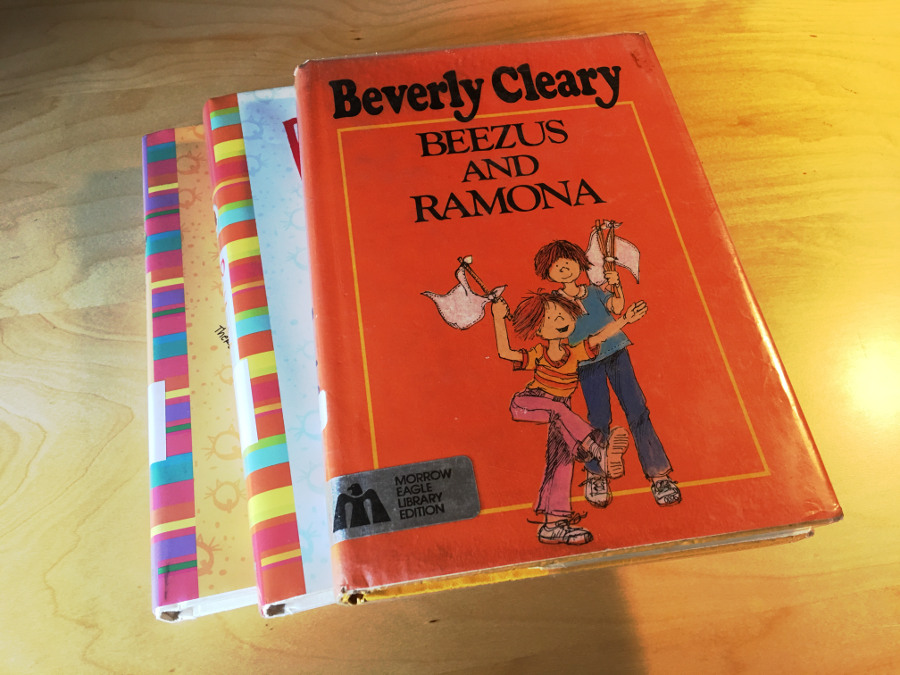 Beverly Cleary
BEEZUS
AND
RAMONA
MORROW
EAGLE
LIBRARY
EDITION